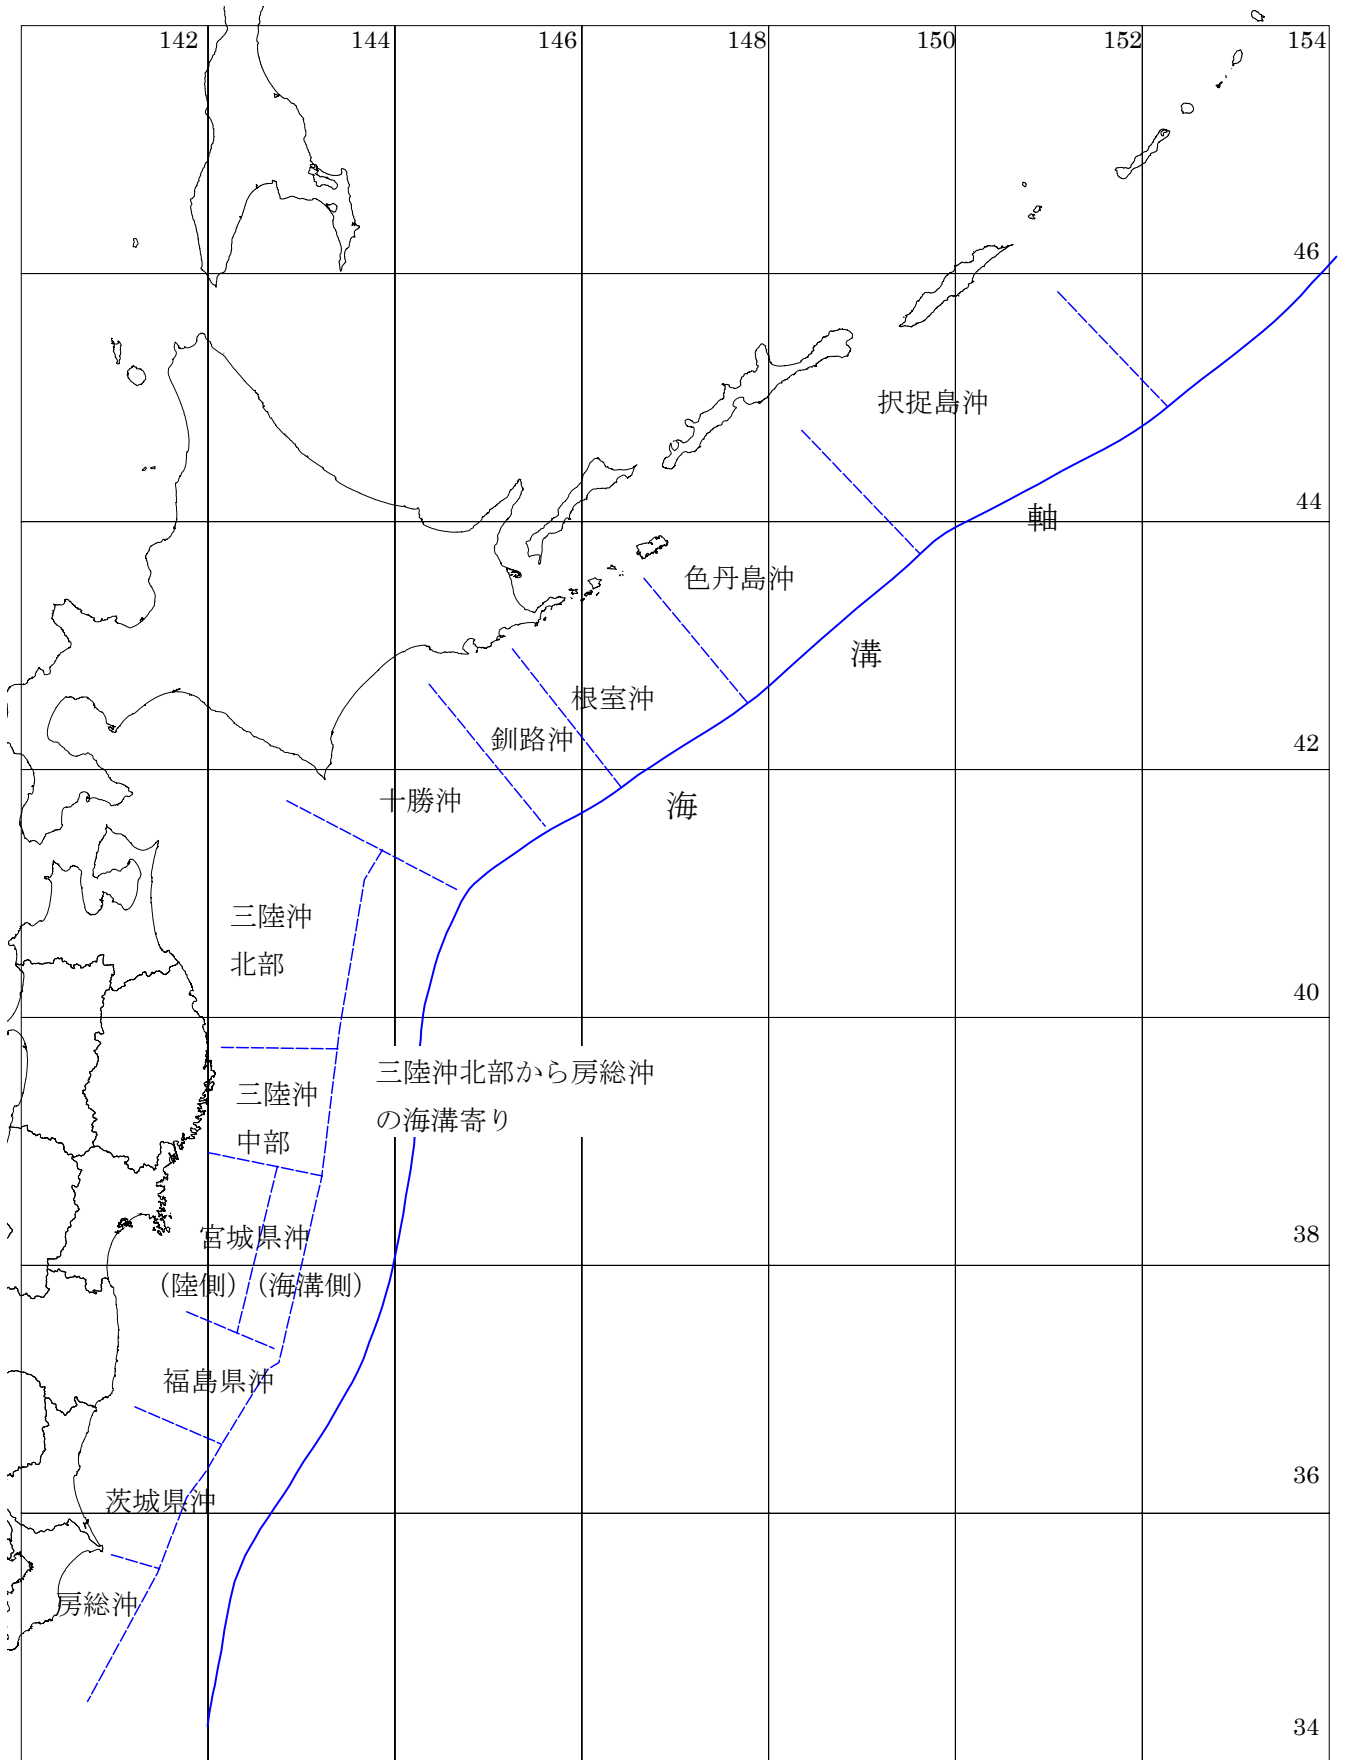 142 144 146 148 150 152 154
46
択捉島沖
44
軸
色丹島沖
溝
根室沖
釧路沖
42
十勝沖
海
三陸沖
北部
40
三陸沖北部から房総沖
の海溝寄り
三陸沖
中部
38
宮城県沖
（陸側）（海溝側）
福島県沖
36
茨城県沖
房総沖
34